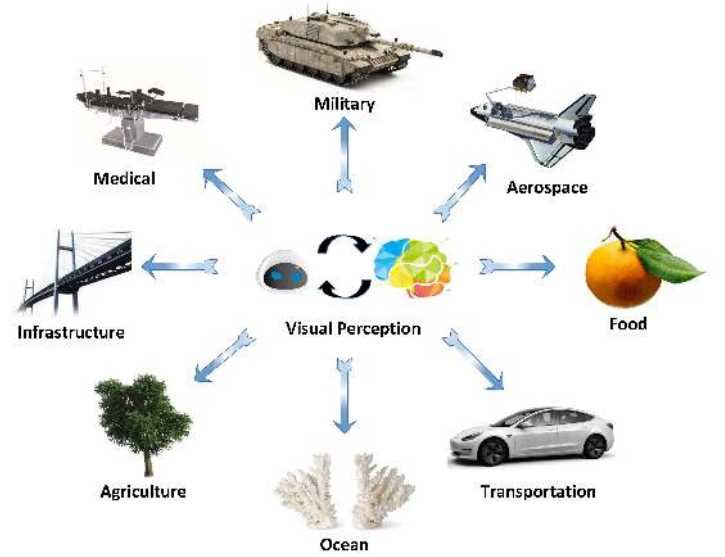 Military
Medical
Aerospace
Infrastructure
Visual Perception
Food
Agriculture
Transportation
Ocean